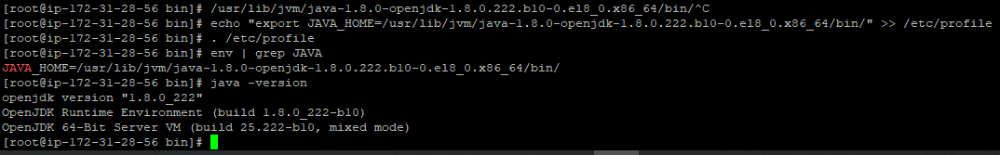 [root@ip-172-31-28-56 bin]# /usr/lib/jvm/java-1.8.0-openjdk-1.8.0.222.b10-0.el8_0.x86_64/bin/^C
[root@ip-172-31-28-56 bin]# echo "export JAVA_HOME=/usr/lib/jvm/java-1.8.0-openjdk-1.8.0.222.b10-0.el8_0.x86_64/bin/" >> /etc/profile
[root@ip-172-31-28-56 bin]# . /etc/profile
[root@ip-172-31-28-56 bin]# env | grep JAVA
JAVA_HOME=/usr/lib/jvm/java-1.8.0-openjdk-1.8.0.222.b10-0.el8_0.x86_64/bin/
[root@ip-172-31-28-56 bin]# java -version
openjdk version "1.8.0_222"
OpenJDK Runtime Environment (build 1.8.0_222-b10)
OpenJDK 64-Bit Server VM (build 25.222-b10, mixed mode)
[root@ip-172-31-28-56 bin]#